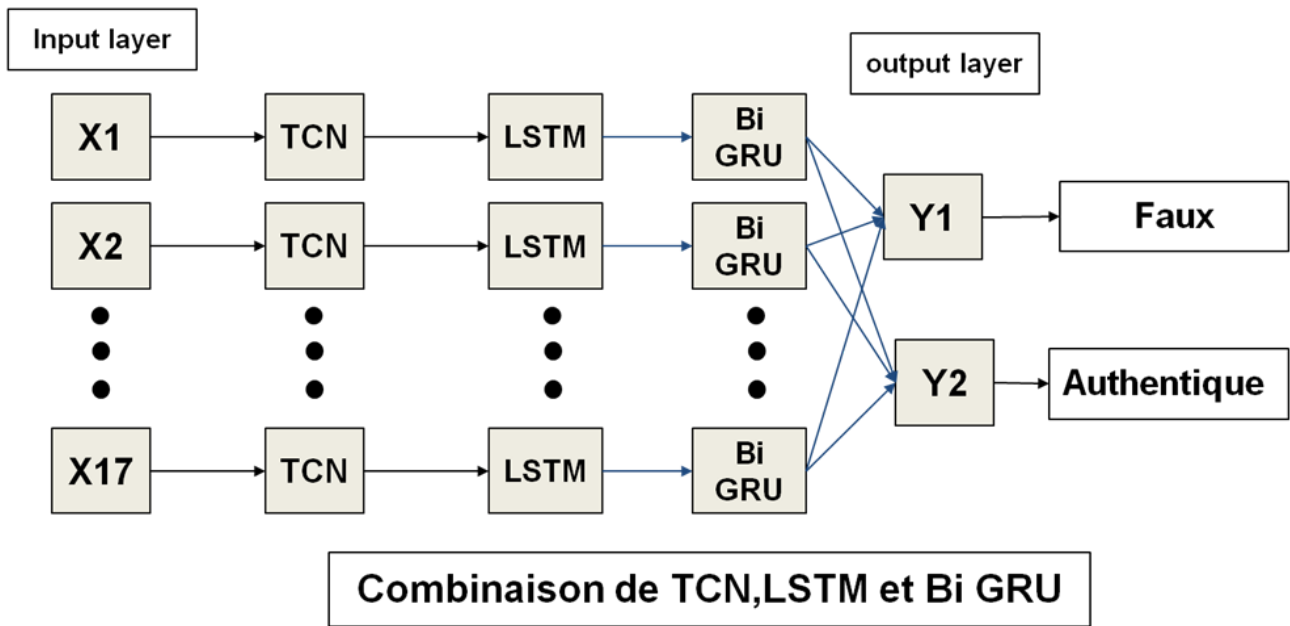 Input layer
output layer
X1
TCN
LSTM
Bi
GRU
X2
TCN
LSTM
Bi
GRU
Y1
Faux
Y2
Authentique
X17
TCN
LSTM
Bi
GRU
Combinaison de TCN,LSTM et Bi GRU